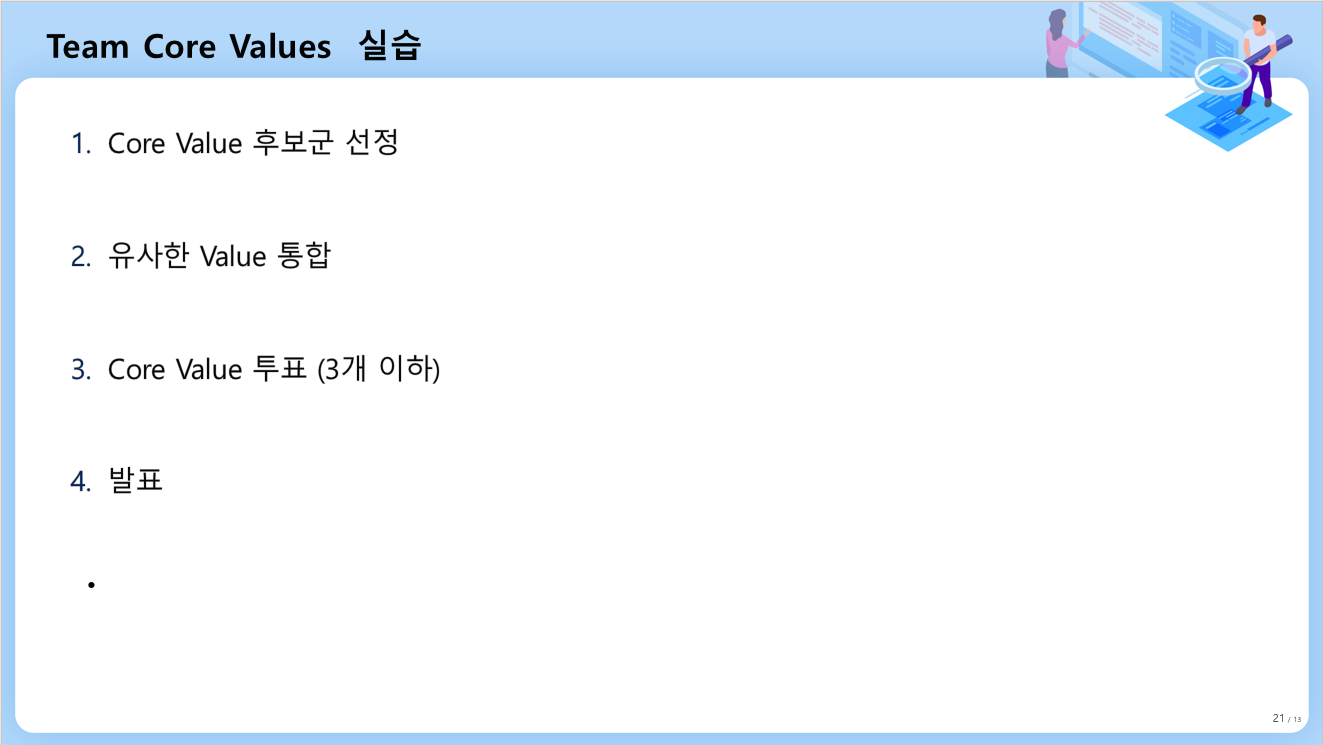 Team Core Values 실습
1. Core Value 후보군 선정
2. 유사한 Value 통합
3. Core Value 투표 (3개 이하)
4. 발표
•
21 / 13